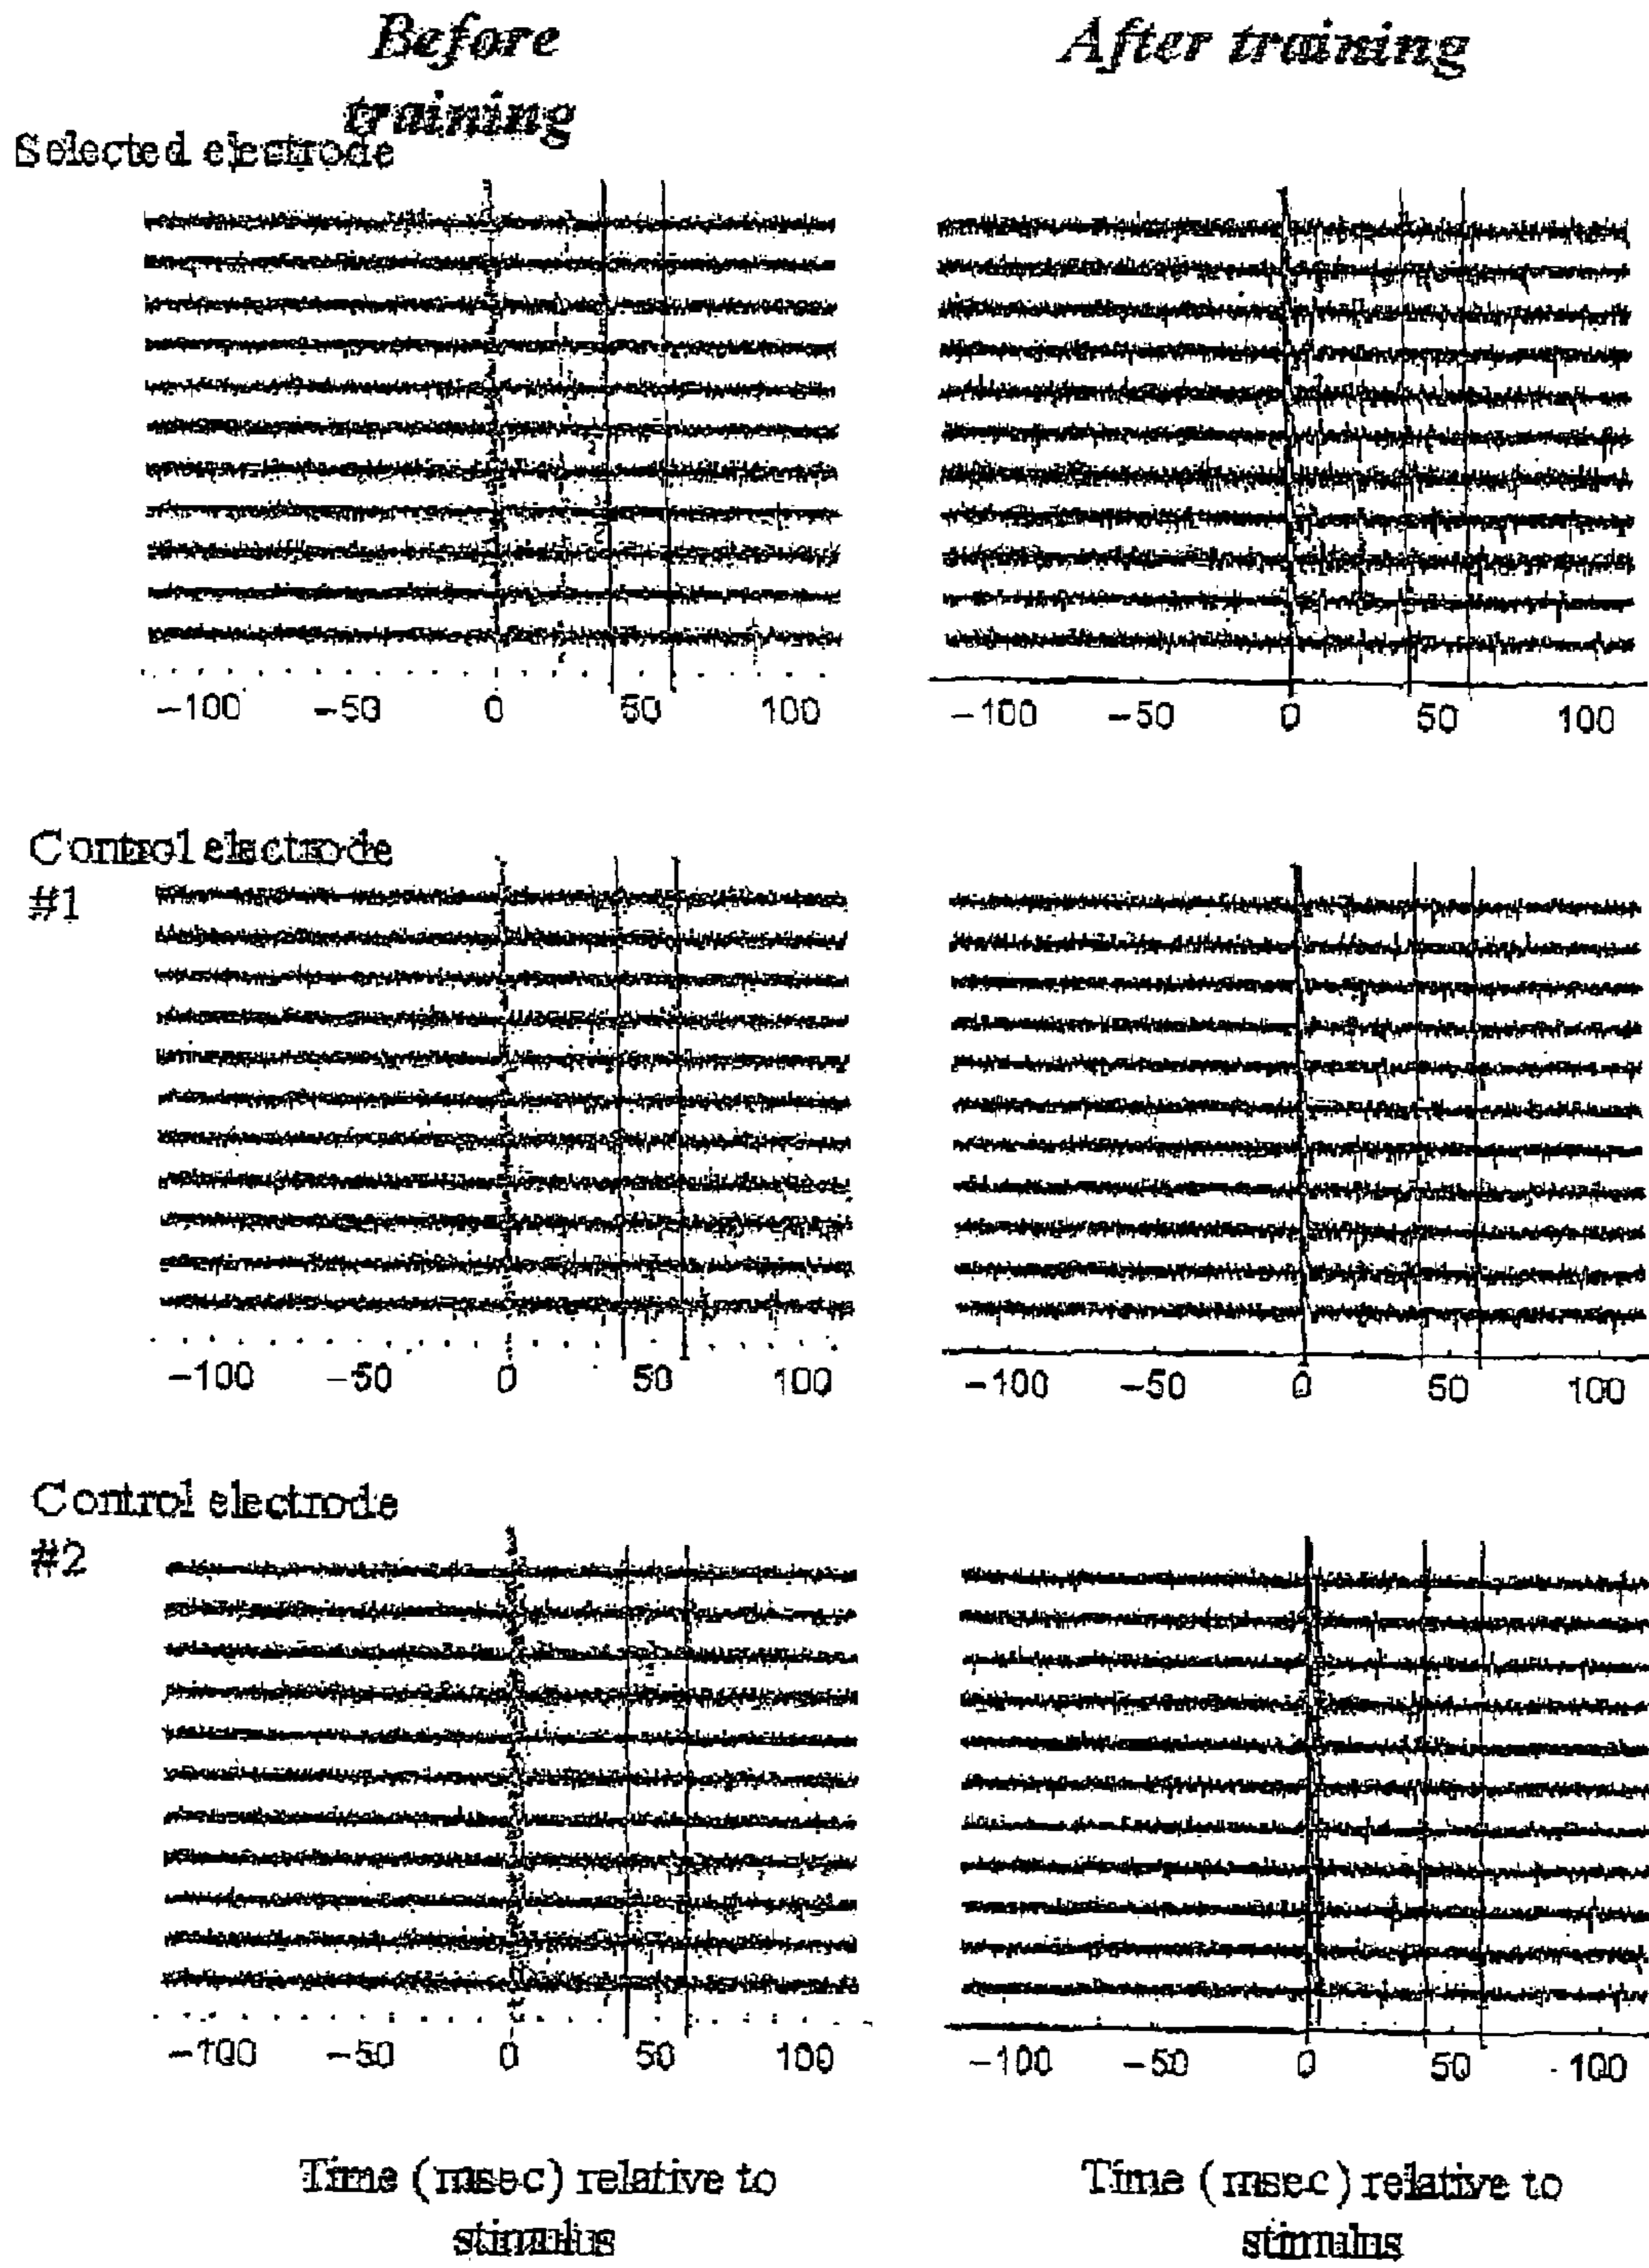 Before
training
After training
Selected electrode
-100 -50 0 50 100
-100 -50 0 50 100
Control electrode
#1
-100 -50 0 50 100
-100 -50 0 50 100
Control electrode
#2
-100 -50 0 50 100
-100 -50 0 50 100
Time (msec) relative to
stimulus
Time (msec) relative to
stimulus